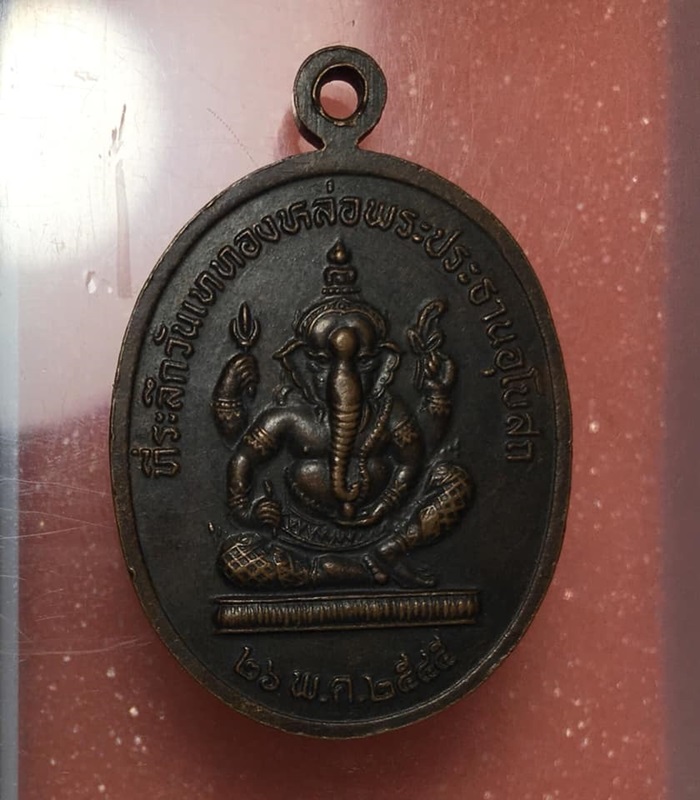 ที่ระลึกวันเททองหล่อพระประธานอุโบสถ
๒๖ พ.ค.๒๕๔๕